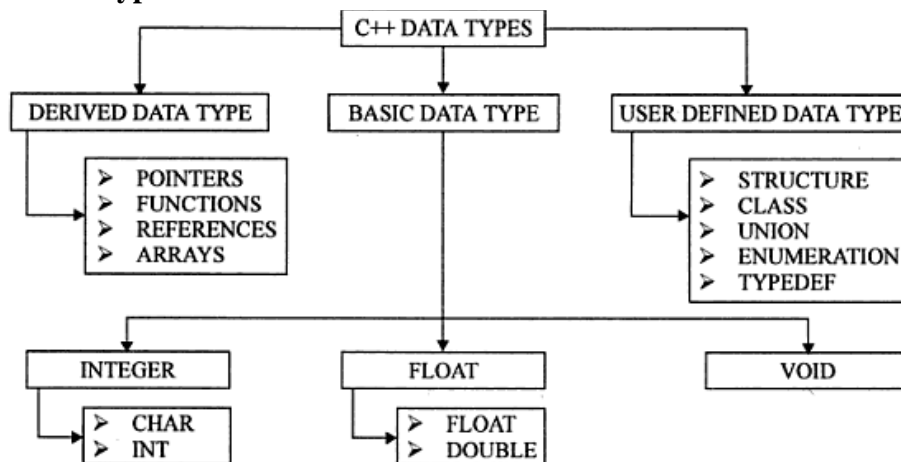 yp
C++ DATA TYPES
DERIVED DATA TYPE
BASIC DATA TYPE
USER DEFINED DATA TYPE
➤ POINTERS
➤ FUNCTIONS
➤ REFERENCES
➤ ARRAYS
➤ STRUCTURE
➤ CLASS
➤ UNION
➤ ENUMERATION
➤ TYPEDEF
INTEGER
FLOAT
VOID
➤ CHAR
➤ INT
➤ FLOAT
➤ DOUBLE